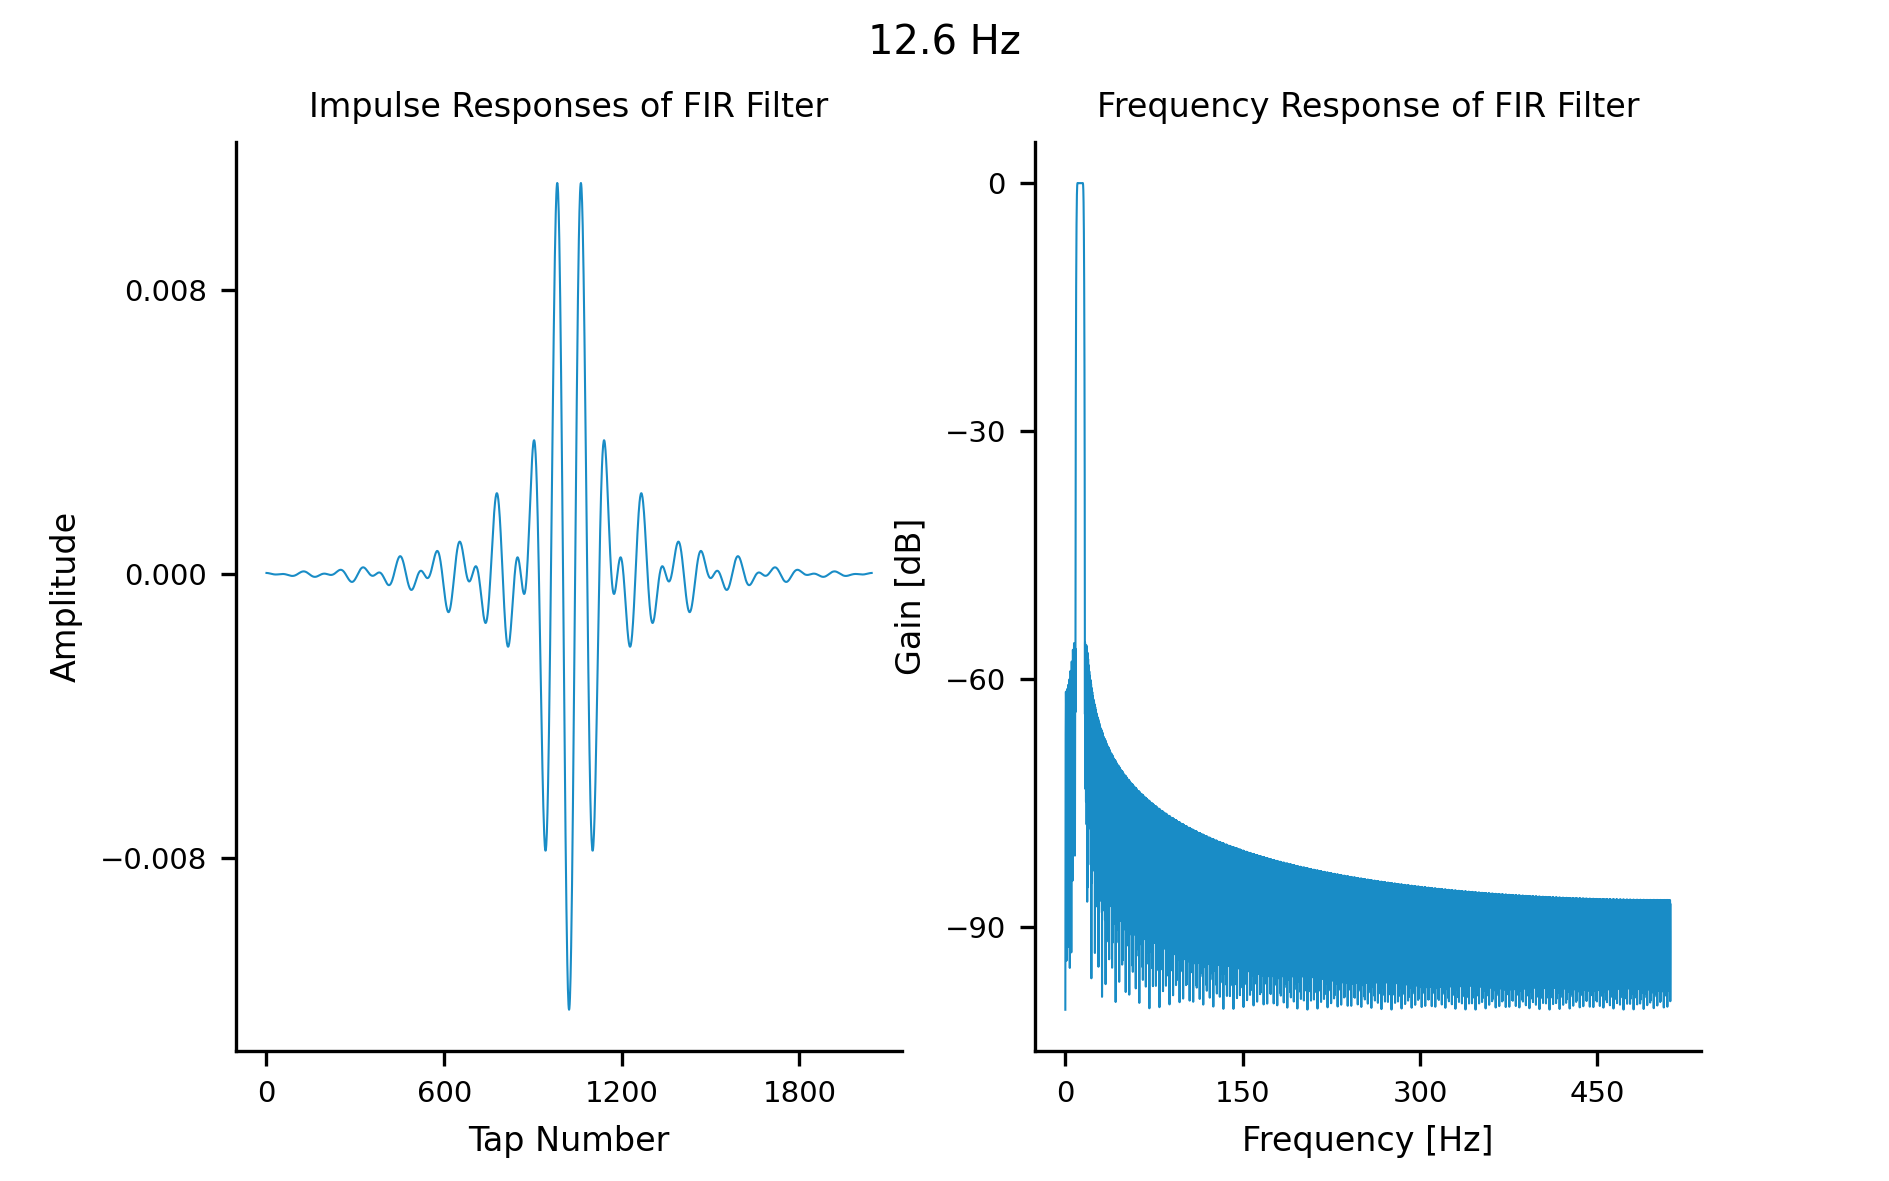 12.6 Hz
Impulse Responses of FIR Filter
0.008
0.000
−0.008
Amplitude
0 600 1200 1800
Tap Number
Frequency Response of FIR Filter
0
−30
−60
−90
Gain [dB]
0 150 300 450
Frequency [Hz]